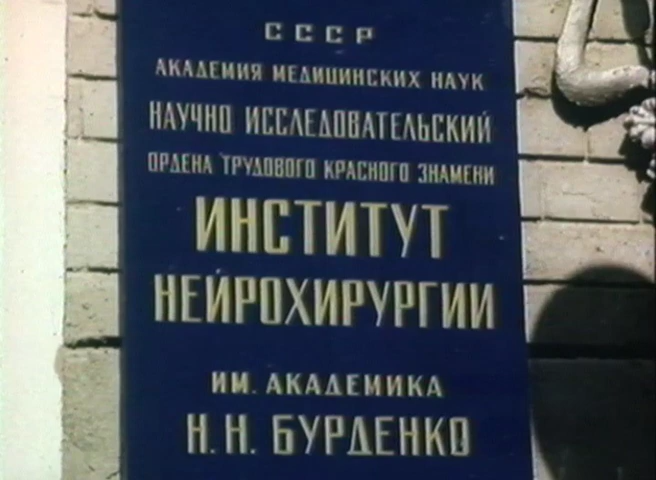 СССР
АКАДЕМИЯ МЕДИЦИНСКИХ НАУК
НАУЧНО ИССЛЕДОВАТЕЛЬСКИЙ
ОРДЕНА ТРУДОВОГО КРАСНОГО ЗНАМЕНИ
ИНСТИТУТ
НЕЙРОХИРУРГИИ
ИМ. АКАДЕМИКА
Н. Н. БУРДЕНКО